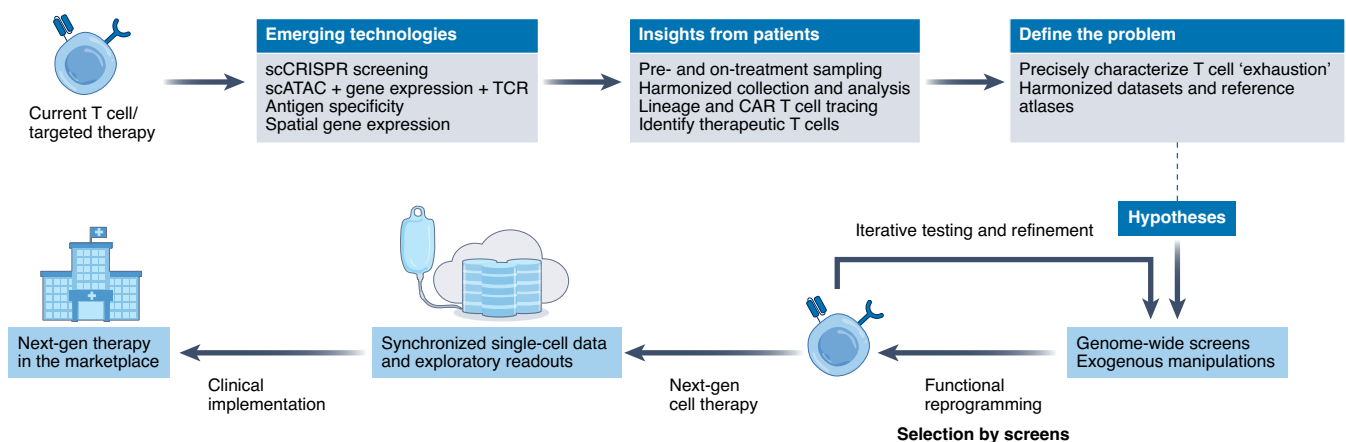 Current T cell/
targeted therapy
Emerging technologies
scCRISPR screening
scATAC + gene expression + TCR
Antigen specificity
Spatial gene expression
Insights from patients
Pre- and on-treatment sampling
Harmonized collection and analysis
Lineage and CAR T cell tracing
Identify therapeutic T cells
Define the problem
Precisely characterize T cell ‘exhaustion’
Harmonized datasets and reference
atlases
Hypotheses
Iterative testing and refinement
Genome-wide screens
Exogenous manipulations
Functional
reprogramming
Selection by screens
Next-gen
cell therapy
Synchronized single-cell data
and exploratory readouts
Clinical
implementation
Next-gen therapy
in the marketplace